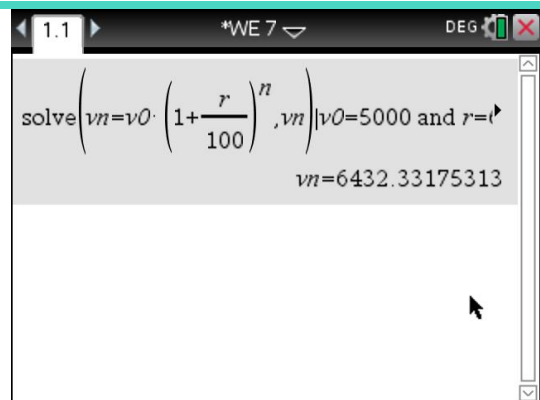 1.1 *WE 7 DEG
solve(vn=v0·(1+r/100)^n,vn)|v0=5000 and r=
vn=6432.33175313